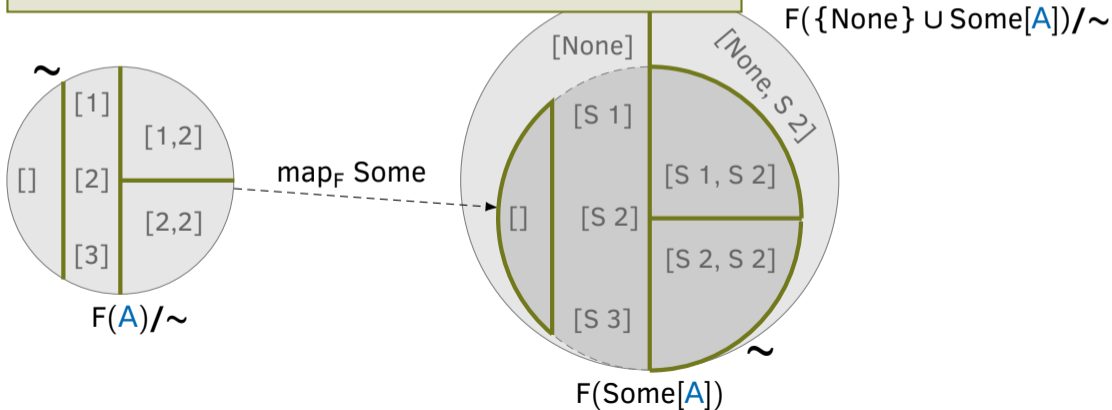 F({None} ∪ Some[A])/~
[None]
[None, S 2]
~
[1]
[S 1]
[1,2]
map_F Some
[S 1, S 2]
[]
[2]
[]
[S 2]
[2,2]
[3]
[S 2, S 2]
F(A)/~
[S 3]
~
F(Some[A])